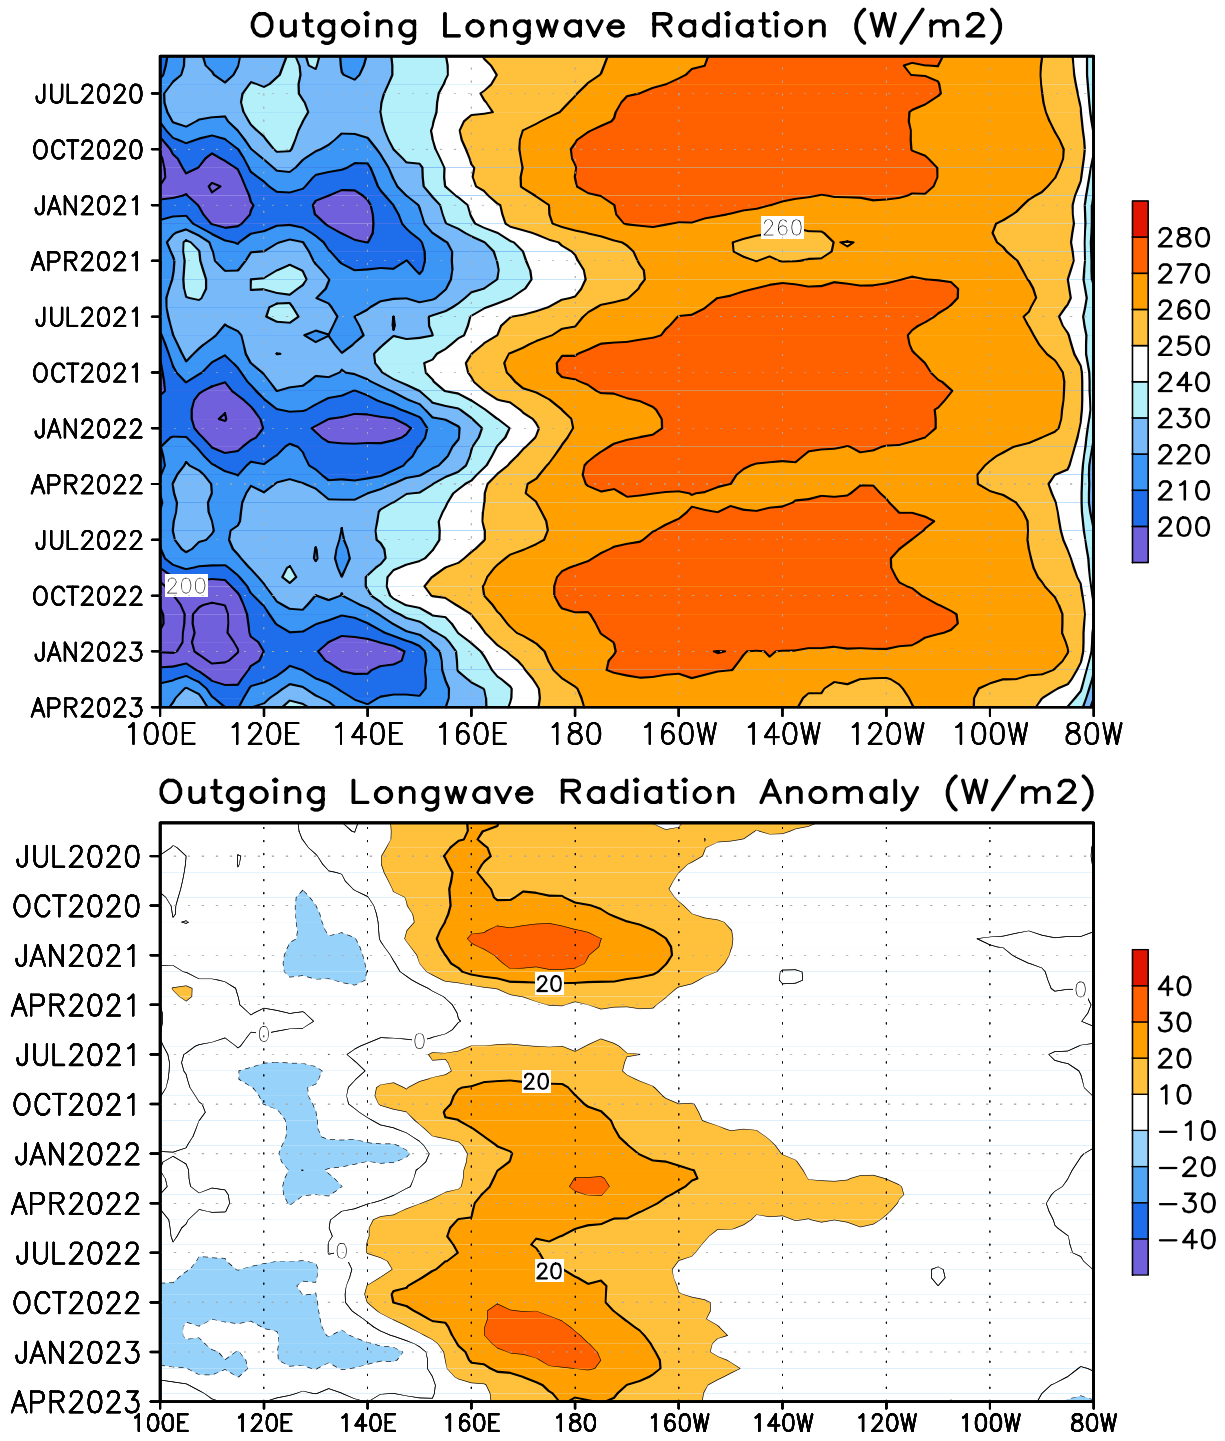 Outgoing Longwave Radiation (W/m2)
JUL2020
OCT2020
JAN2021
APR2021
JUL2021
OCT2021
JAN2022
APR2022
JUL2022
OCT2022
JAN2023
APR2023
260
200
100E 120E 140E 160E 180 160W 140W 120W 100W 80W
280
270
260
250
240
230
220
210
200
Outgoing Longwave Radiation Anomaly (W/m2)
JUL2020
OCT2020
JAN2021
APR2021
JUL2021
OCT2021
JAN2022
APR2022
JUL2022
OCT2022
JAN2023
APR2023
20
0
0
0
20
0
20
100E 120E 140E 160E 180 160W 140W 120W 100W 80W
40
30
20
10
-10
-20
-30
-40